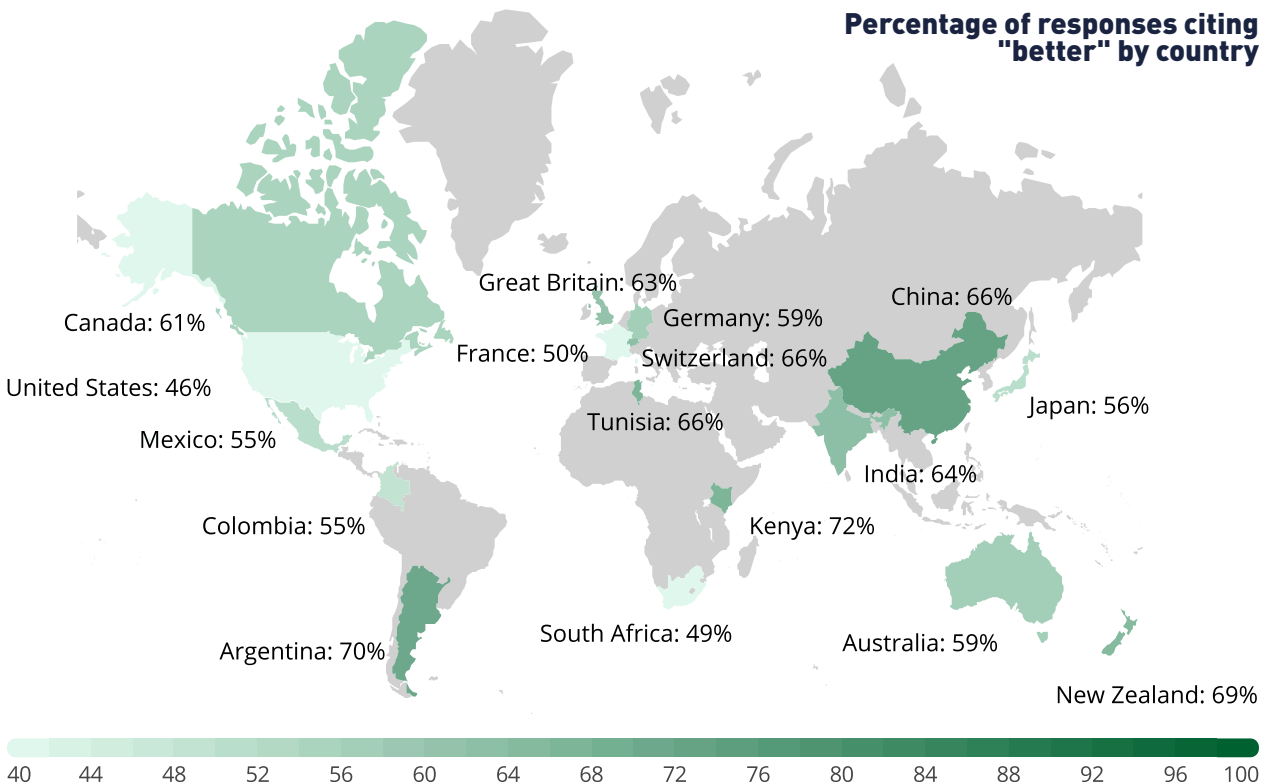 Percentage of responses citing
"better" by country
Great Britain: 63%
China: 66%
Canada: 61%
Germany: 59%
France: 50%
Switzerland: 66%
United States: 46%
Japan: 56%
Tunisia: 66%
Mexico: 55%
India: 64%
Colombia: 55%
Kenya: 72%
South Africa: 49%
Australia: 59%
Argentina: 70%
New Zealand: 69%
40 44 48 52 56 60 64 68 72 76 80 84 88 92 96 100